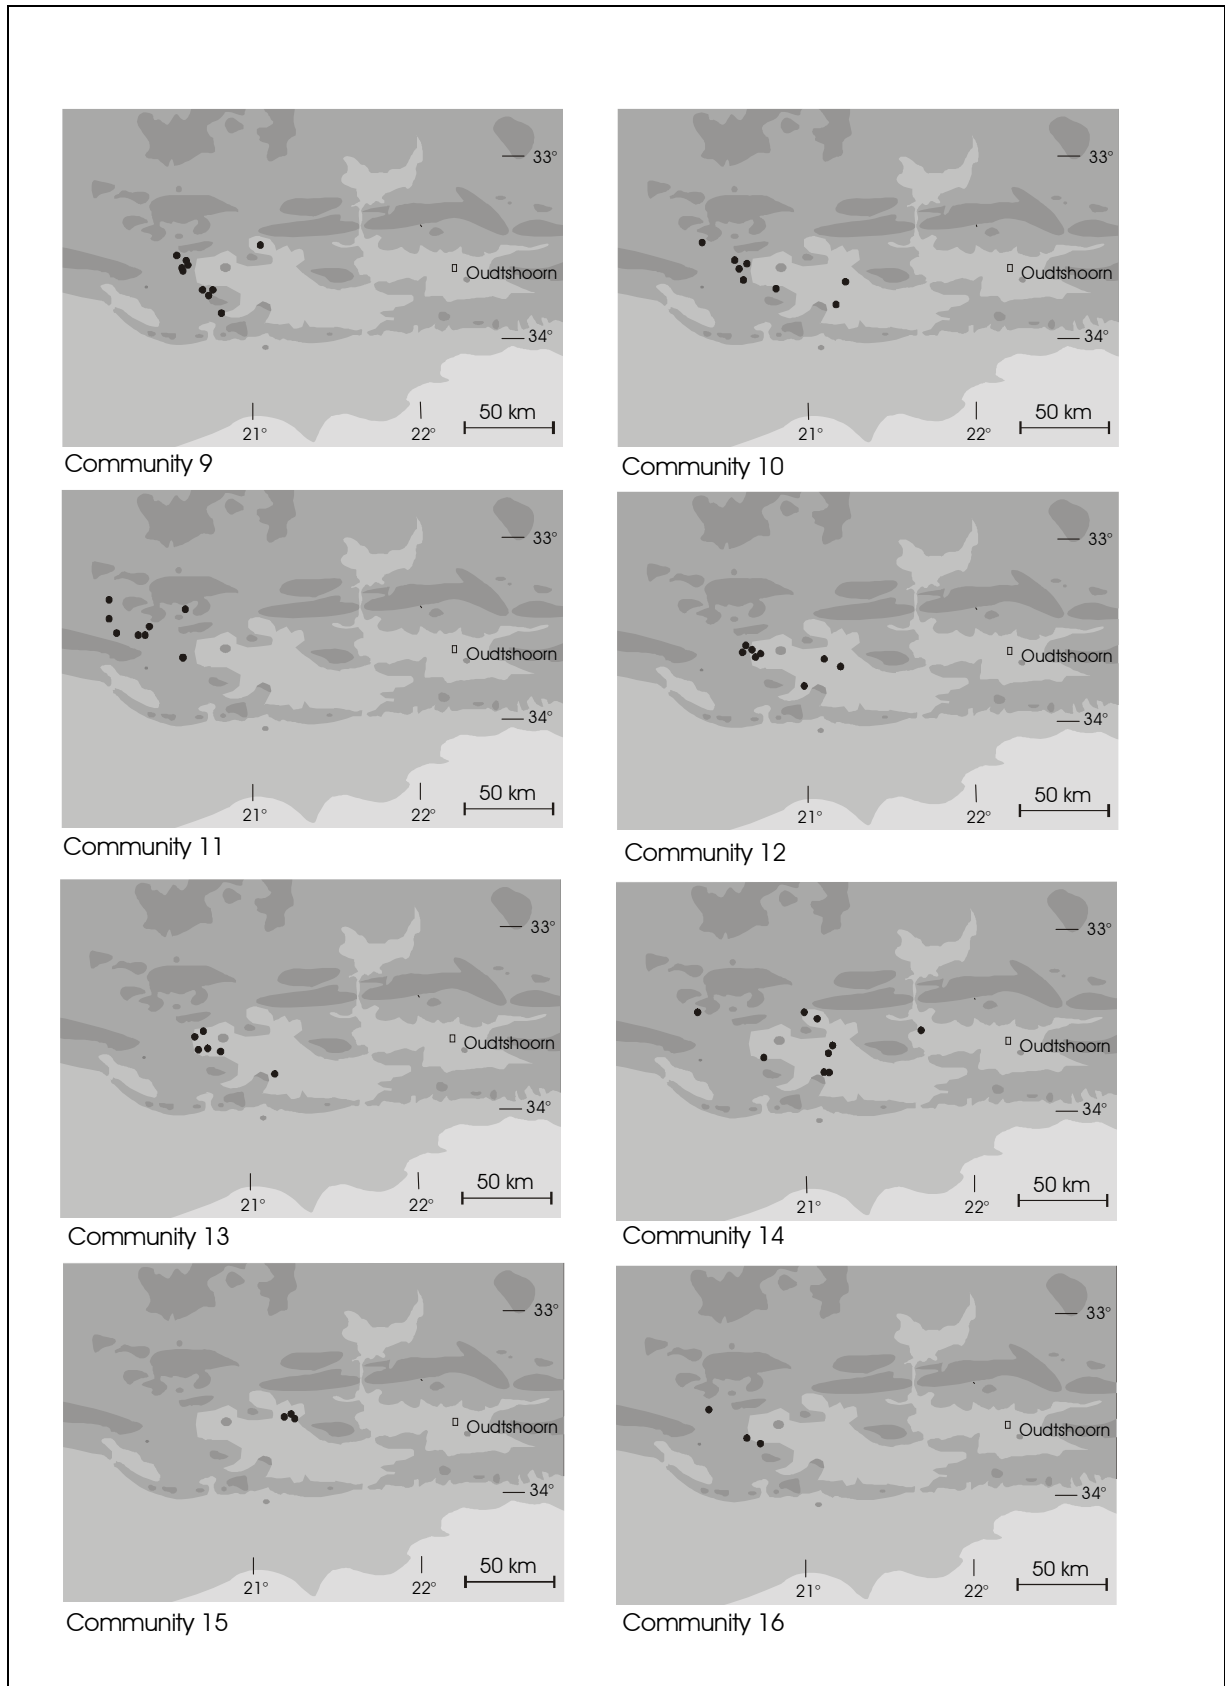 33°
Oudtshoorn
34°
50 km
21°
22°
Community 9
33°
Oudtshoorn
34°
50 km
21°
22°
Community 10
33°
Oudtshoorn
34°
50 km
21°
22°
Community 11
33°
Oudtshoorn
34°
50 km
21°
22°
Community 12
33°
Oudtshoorn
34°
50 km
21°
22°
Community 13
33°
Oudtshoorn
34°
50 km
21°
22°
Community 14
33°
Oudtshoorn
34°
50 km
21°
22°
Community 15
33°
Oudtshoorn
34°
50 km
21°
22°
Community 16